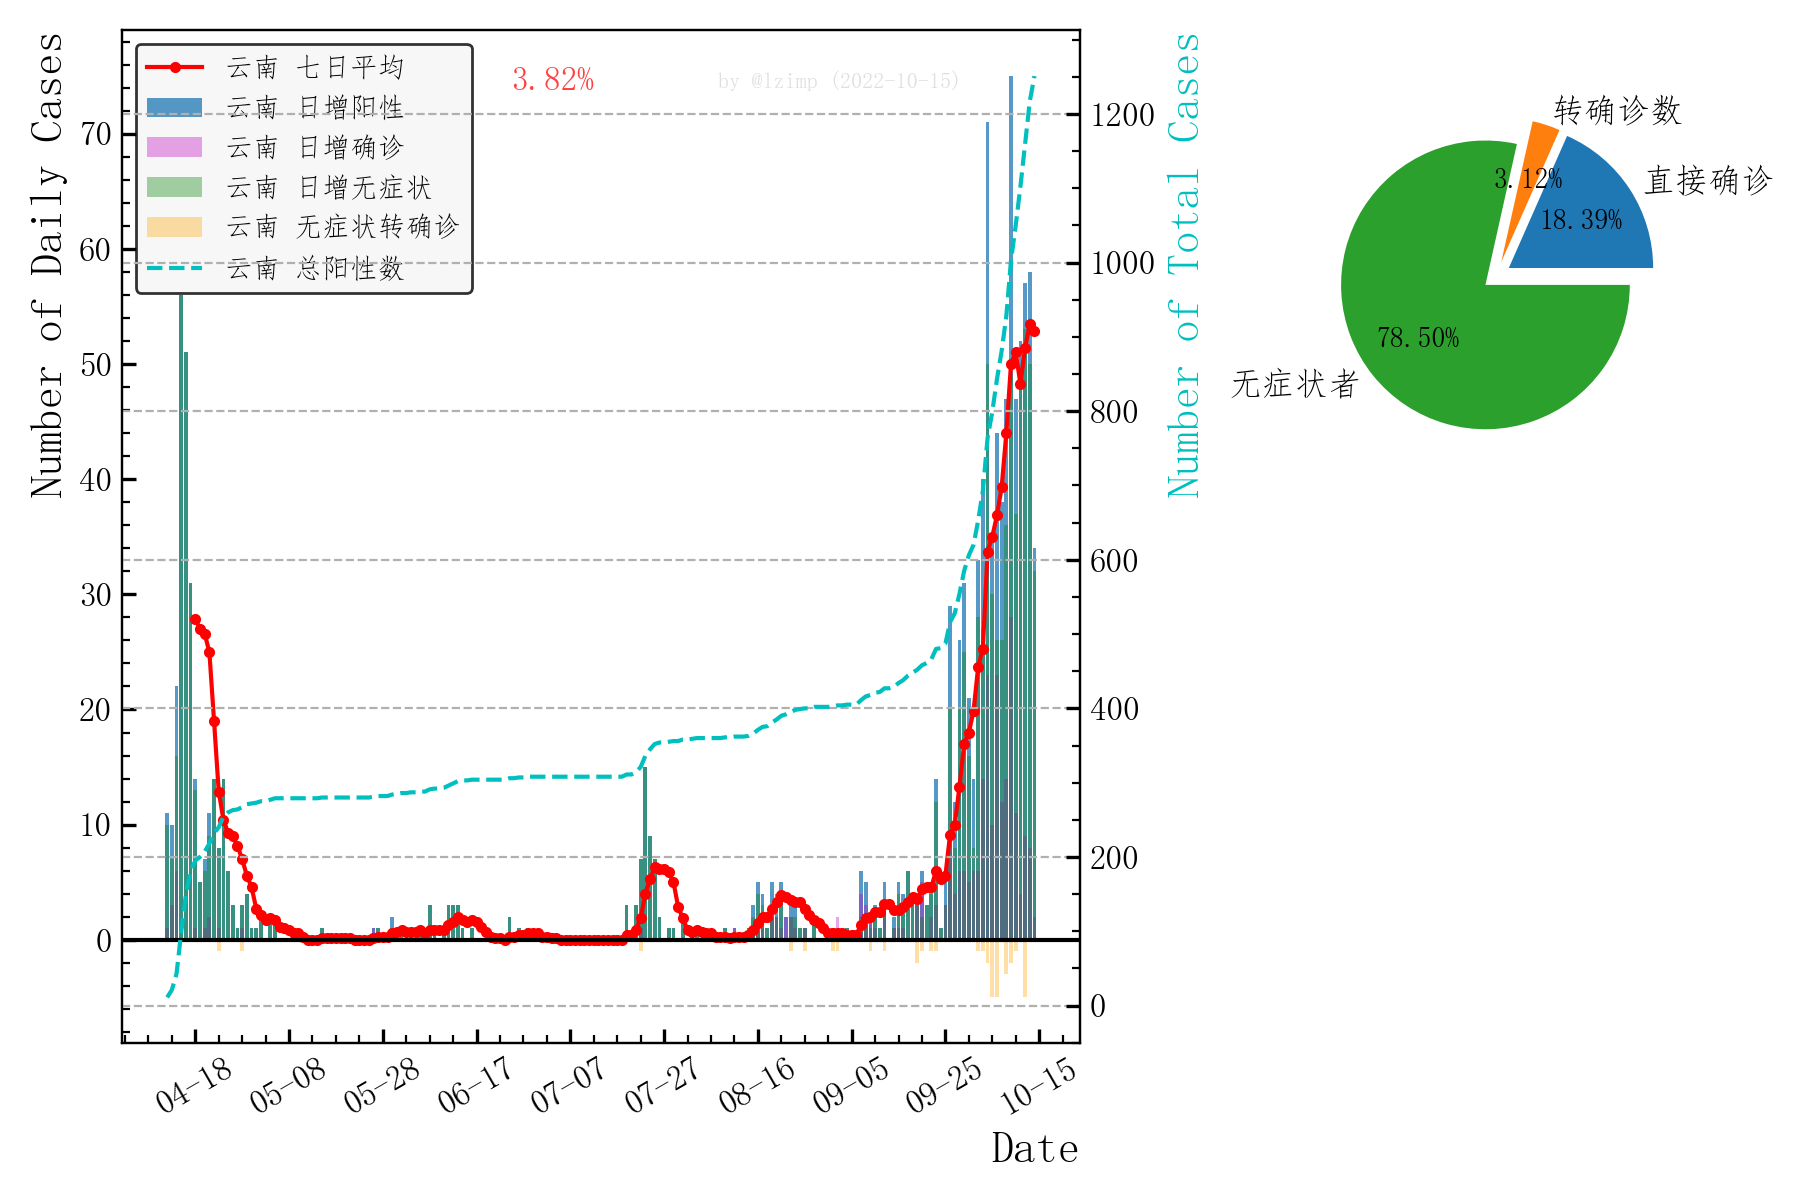 Number of Daily Cases
云南 七日平均
云南 日增阳性
云南 日增确诊
云南 日增无症状
云南 无症状转确诊
云南 总阳性数
3.82%
by @lzimp (2022-10-15)
70
60
50
40
30
20
10
0
1200
1000
800
600
400
200
0
Number of Total Cases
04-18
05-08
05-28
06-17
07-07
07-27
08-16
09-05
09-25
10-15
Date
转确诊数
直接确诊
3.12%
18.39%
78.50%
无症状者